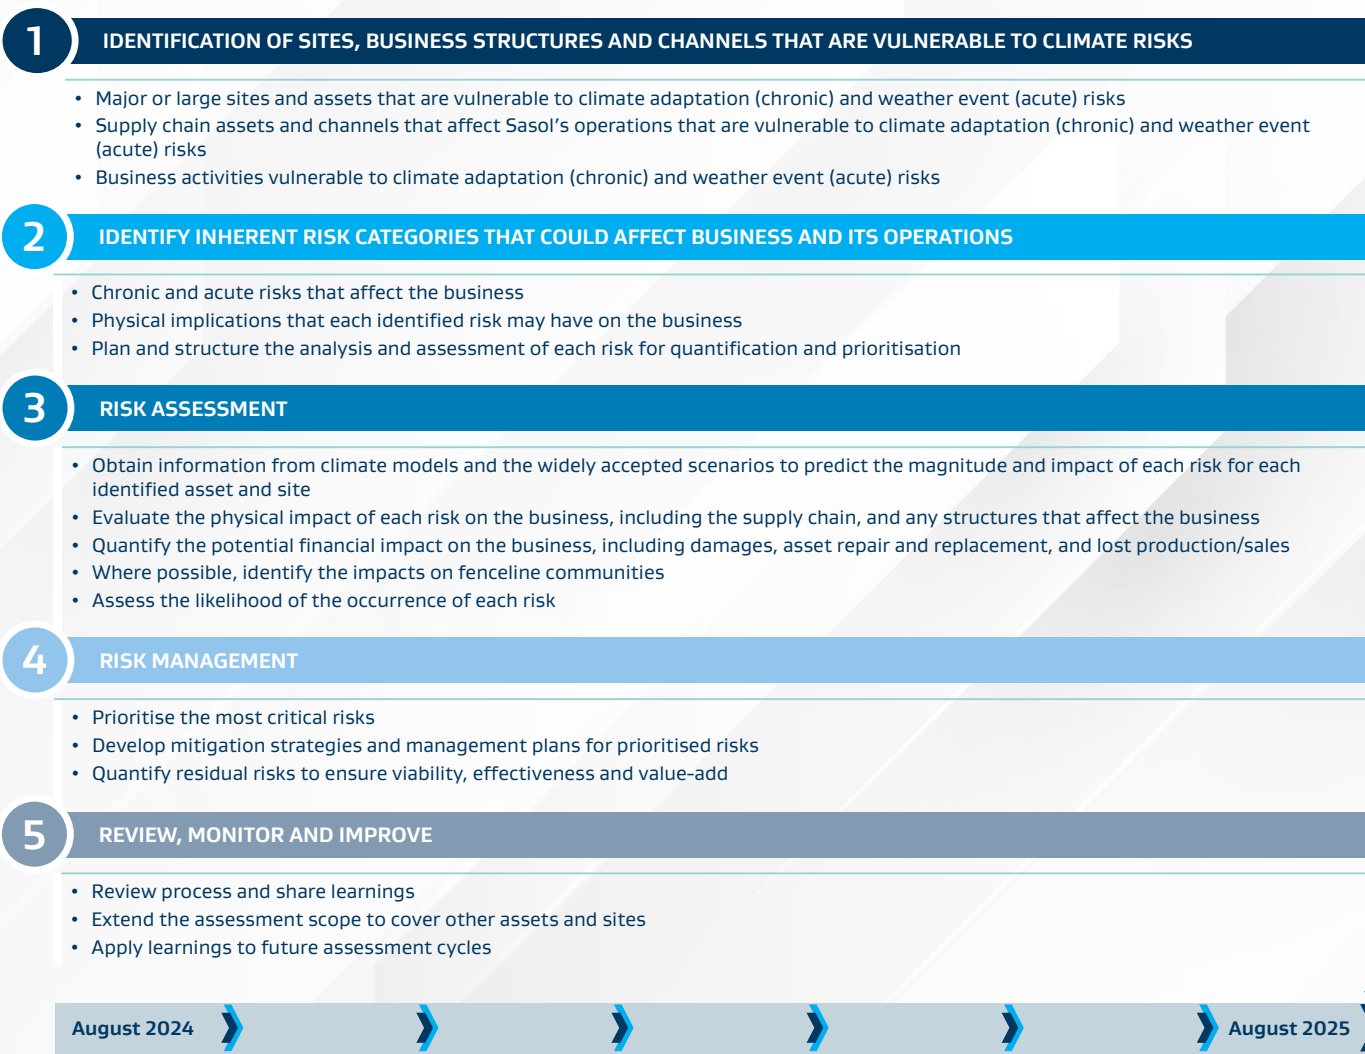 1
IDENTIFICATION OF SITES, BUSINESS STRUCTURES AND CHANNELS THAT ARE VULNERABLE TO CLIMATE RISKS
• Major or large sites and assets that are vulnerable to climate adaptation (chronic) and weather event (acute) risks
• Supply chain assets and channels that affect Sasol’s operations that are vulnerable to climate adaptation (chronic) and weather event
(acute) risks
• Business activities vulnerable to climate adaptation (chronic) and weather event (acute) risks
2
IDENTIFY INHERENT RISK CATEGORIES THAT COULD AFFECT BUSINESS AND ITS OPERATIONS
• Chronic and acute risks that affect the business
• Physical implications that each identified risk may have on the business
• Plan and structure the analysis and assessment of each risk for quantification and prioritisation
3
RISK ASSESSMENT
• Obtain information from climate models and the widely accepted scenarios to predict the magnitude and impact of each risk for each
identified asset and site
• Evaluate the physical impact of each risk on the business, including the supply chain, and any structures that affect the business
• Quantify the potential financial impact on the business, including damages, asset repair and replacement, and lost production/sales
• Where possible, identify the impacts on fenceline communities
• Assess the likelihood of the occurrence of each risk
4
RISK MANAGEMENT
• Prioritise the most critical risks
• Develop mitigation strategies and management plans for prioritised risks
• Quantify residual risks to ensure viability, effectiveness and value-add
5
REVIEW, MONITOR AND IMPROVE
• Review process and share learnings
• Extend the assessment scope to cover other assets and sites
• Apply learnings to future assessment cycles
August 2024
August 2025